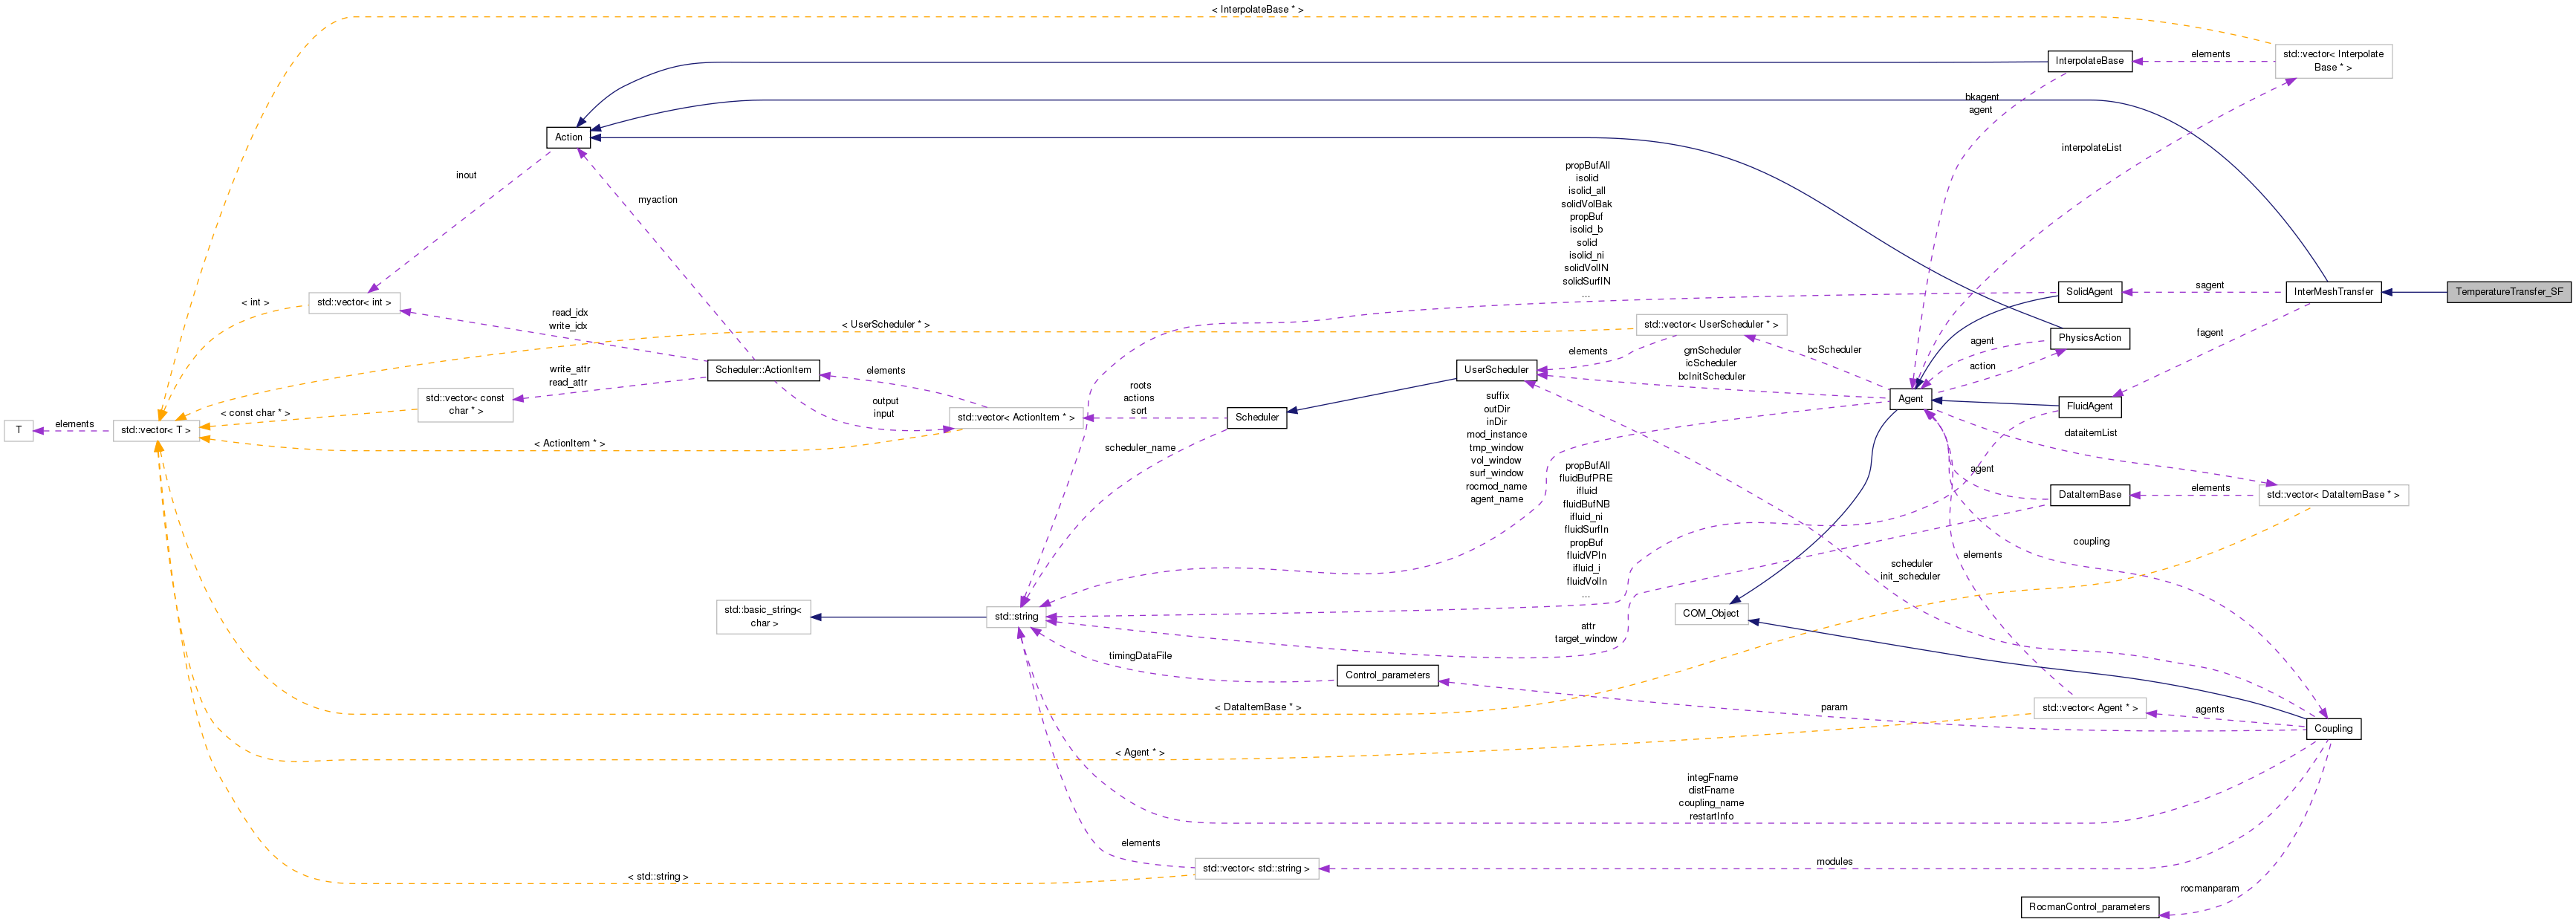 < InterpolateBase * >
std::vector< Interpolate
Base * >
elements
InterpolateBase
bkagent
agent
Action
interpolateList
inout
myaction
propBufAll
isolid
isolid_all
solidVolBak
propBuf
isolid_b
solid
isolid_ni
solidVolIN
solidSurfIN
...
SolidAgent
sagent
InterMeshTransfer
TemperatureTransfer_SF
< int >
std::vector< int >
read_idx
write_idx
< UserScheduler * >
std::vector< UserScheduler * >
fagent
PhysicsAction
agent
action
bcScheduler
gmScheduler
icScheduler
bcInitScheduler
elements
UserScheduler
Scheduler::ActionItem
elements
write_attr
read_attr
std::vector< const
char * >
< const char * >
output
input
roots
actions
sort
std::vector< ActionItem * >
Scheduler
Agent
FluidAgent
T
elements
std::vector< T >
< ActionItem * >
scheduler_name
suffix
outDir
inDir
mod_instance
tmp_window
vol_window
surf_window
rocmod_name
agent_name
dataitemList
propBufAll
fluidBufPRE
ifluid
fluidBufNB
ifluid_ni
fluidSurfIn
propBuf
fluidVPIn
ifluid_i
fluidVolIn
...
agent
DataItemBase
elements
std::vector< DataItemBase * >
coupling
elements
scheduler
init_scheduler
std::basic_string<
char >
std::string
COM_Object
attr
target_window
timingDataFile
Control_parameters
param
< DataItemBase * >
std::vector< Agent * >
agents
Coupling
< Agent * >
integFname
distFname
coupling_name
restartInfo
elements
std::vector< std::string >
modules
< std::string >
rocmanparam
RocmanControl_parameters